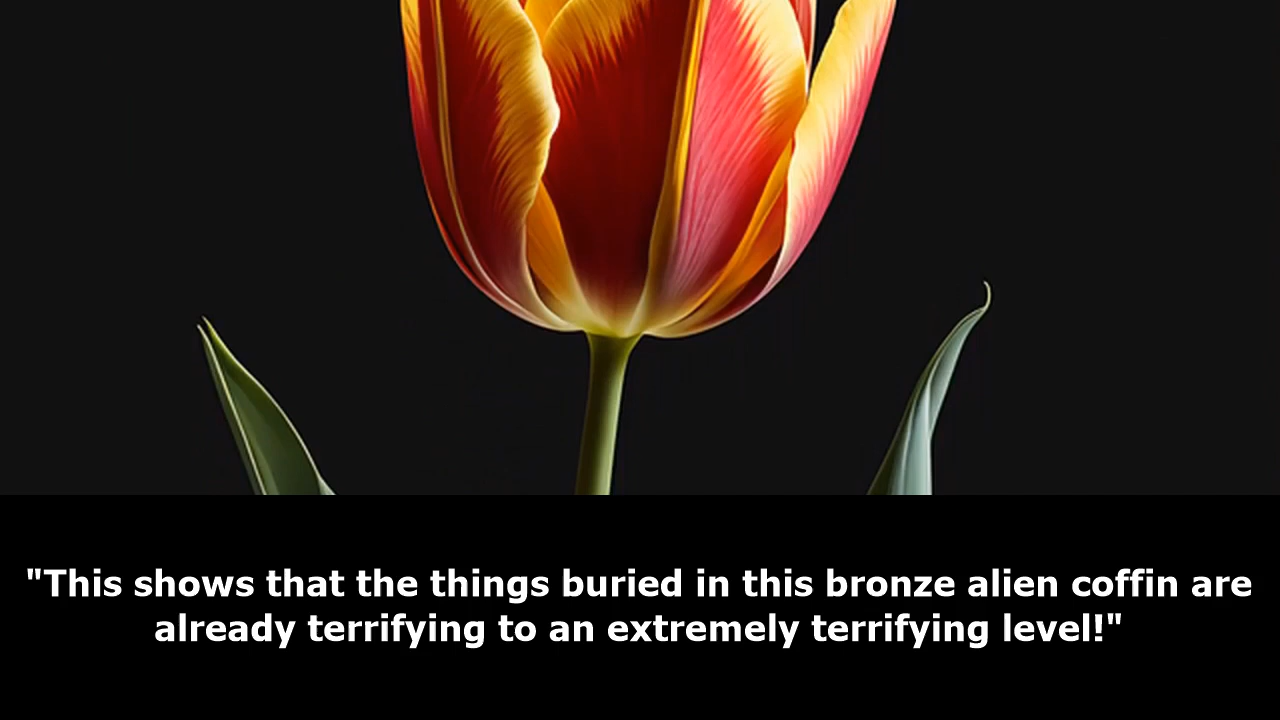 "This shows that the things buried in this bronze alien coffin are
already terrifying to an extremely terrifying level!"